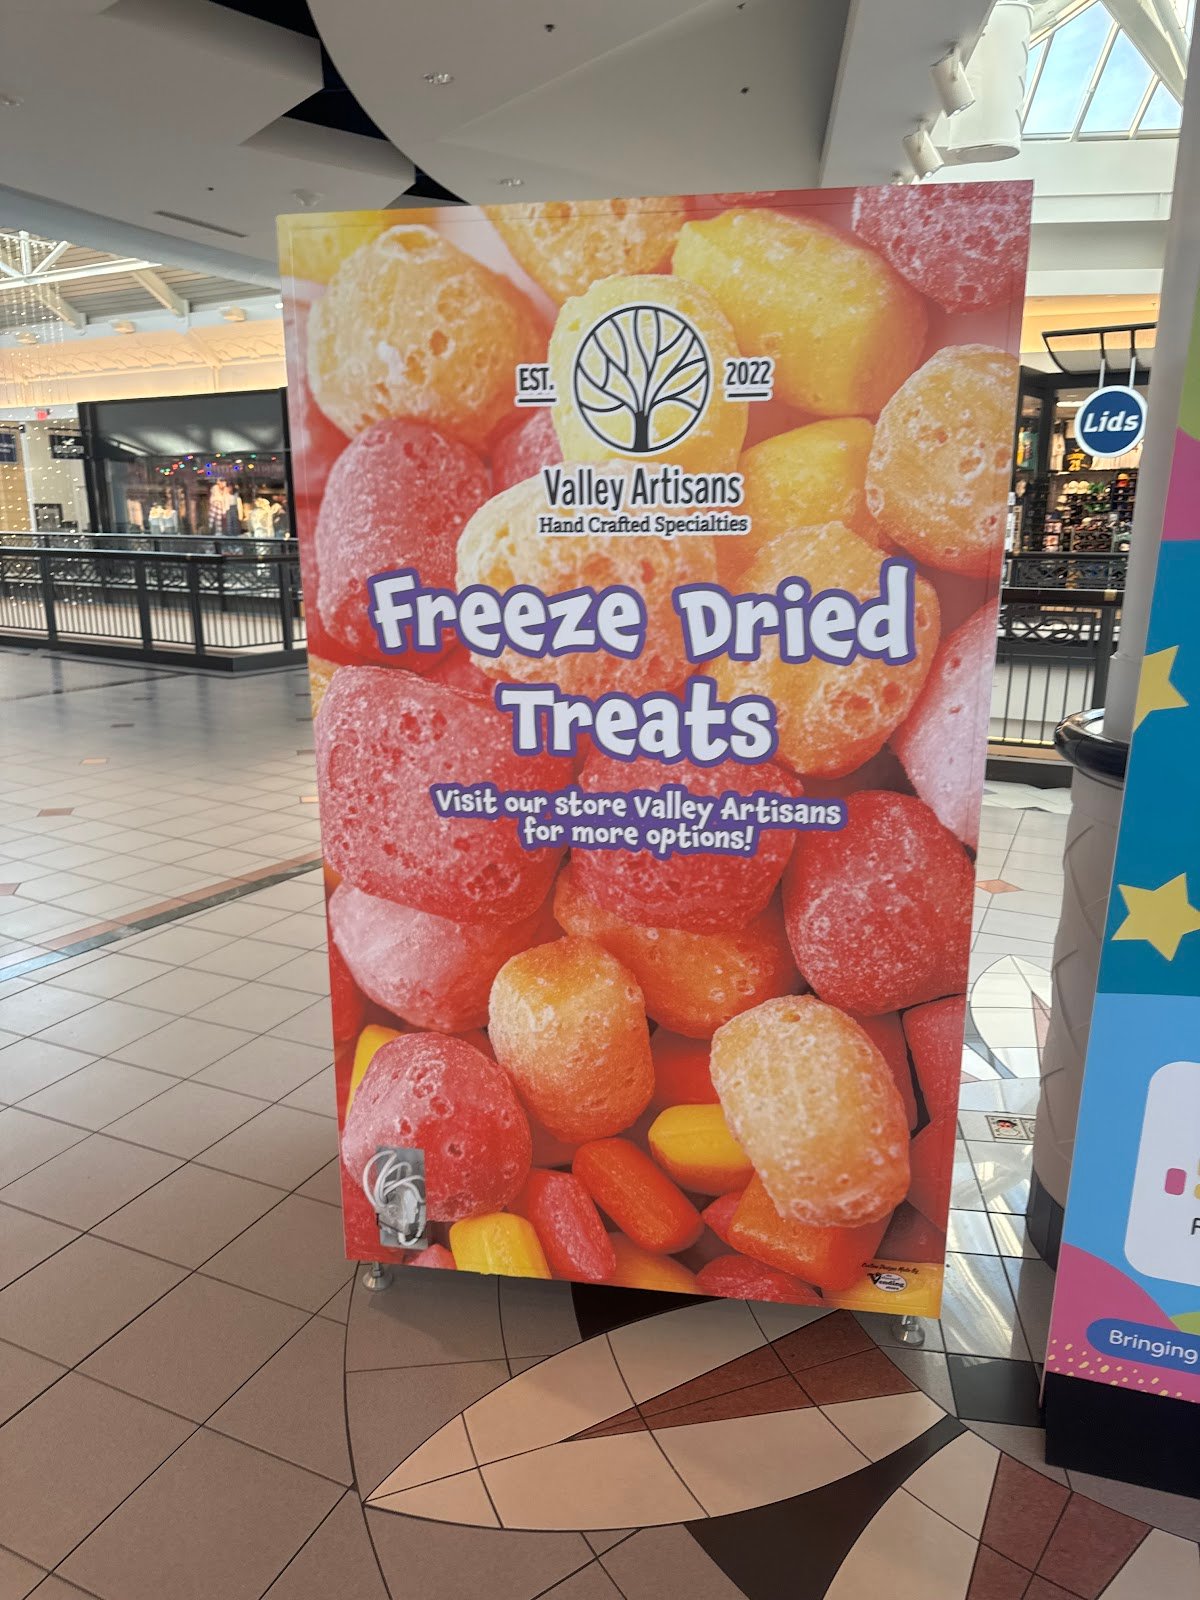 EST. 2022
Valley Artisans
Hand Crafted Specialties
Freeze Dried
Treats
Visit our store Valley Artisans
for more options!
Lids
Vending
Bringing